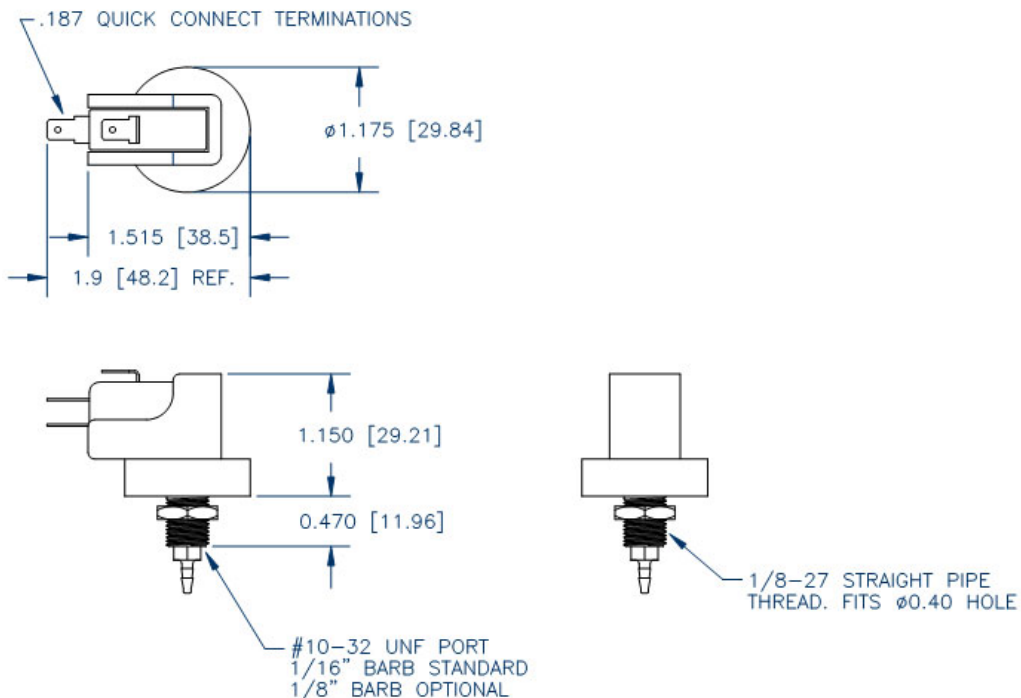 .187 QUICK CONNECT TERMINATIONS
ø1.175 [29.84]
1.515 [38.5]
1.9 [48.2] REF.
1.150 [29.21]
0.470 [11.96]
1/8-27 STRAIGHT PIPE
THREAD. FITS ø0.40 HOLE
#10-32 UNF PORT
1/16" BARB STANDARD
1/8" BARB OPTIONAL